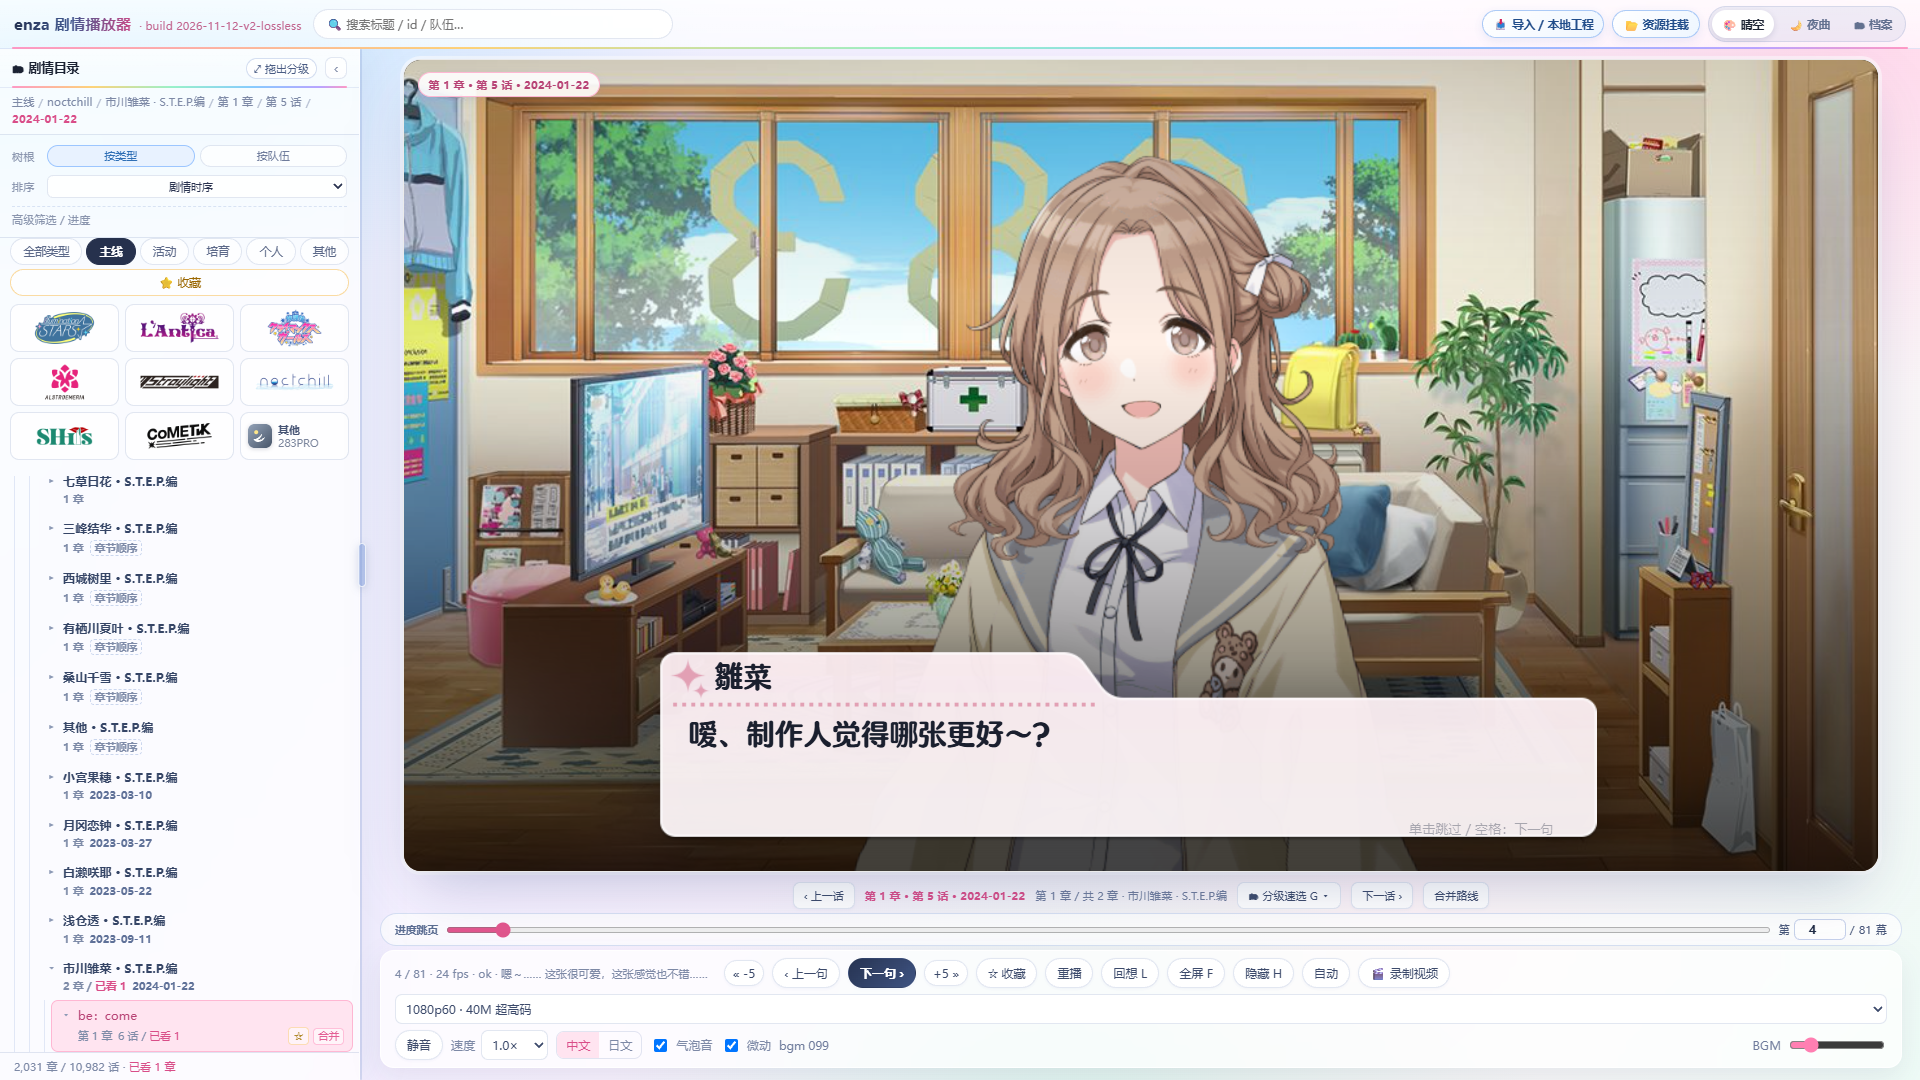 enza 剧情播放器 · build 2026-11-12-v2-lossless
搜索标题 / id / 队伍...
导入 / 本地工程
资源挂载
晴空
夜曲
档案
剧情目录
拖出分级
主线 / noctchill / 市川雏菜 · S.T.E.P.编 / 第 1 章 / 第 5 话 /
2024-01-22
树根
按类型
按队伍
排序
剧情时序
高级筛选 / 进度
全部类型
主线
活动
培育
个人
其他
收藏
illumination STARS
L'Antica
ALSTROEMERIA
Straylight
noctchill
SHHis
CoMETIK
其他
283PRO
七草日花 • S.T.E.P.编
1 章
三峰结华 • S.T.E.P.编
1 章 章节顺序
西城树里 • S.T.E.P.编
1 章 章节顺序
有栖川夏叶 • S.T.E.P.编
1 章 章节顺序
桑山千雪 • S.T.E.P.编
1 章 章节顺序
其他 • S.T.E.P.编
1 章 章节顺序
小宫果穗 • S.T.E.P.编
1 章 2023-03-10
月冈恋钟 • S.T.E.P.编
1 章 2023-03-27
白濑咲耶 • S.T.E.P.编
1 章 2023-05-22
浅仓透 • S.T.E.P.编
1 章 2023-09-11
市川雏菜 • S.T.E.P.编
2 章 / 已看 1 2024-01-22
be: come
第 1 章 6 话 / 已看 1
合并
2,031 章 / 10,982 话 · 已看 1 章
第 1 章 • 第 5 话 • 2024-01-22
283
雛菜
嗳、制作人觉得哪张更好～?
单击跳过 / 空格：下一句
‹ 上一话
第 1 章 • 第 5 话 • 2024-01-22
第 1 章 / 共 2 章 · 市川雏菜 · S.T.E.P.编
分级速选 G
下一话 ›
合并路线
进度跳页
第 4 / 81 幕
4 / 81 · 24 fps · ok · 嗯～…… 这张很可爱，这张感觉也不错……
« -5
‹ 上一句
下一句 ›
+5 »
☆ 收藏
重播
回想 L
全屏 F
隐藏 H
自动
录制视频
1080p60 · 40M 超高码
静音
速度
1.0×
中文
日文
气泡音
微动
bgm 099
BGM